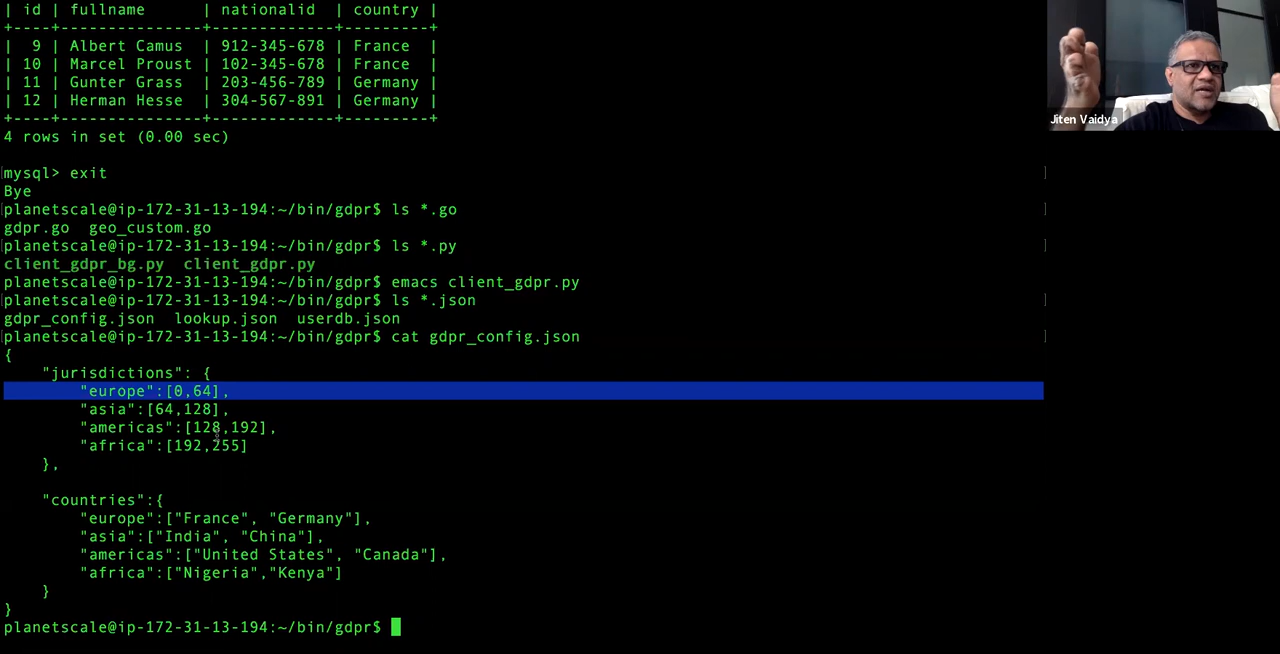 | id | fullname      | nationalid  | country |
+----+---------------+-------------+---------+
|  9 | Albert Camus  | 912-345-678 | France  |
| 10 | Marcel Proust | 102-345-678 | France  |
| 11 | Gunter Grass  | 203-456-789 | Germany |
| 12 | Herman Hesse  | 304-567-891 | Germany |
+----+---------------+-------------+---------+
4 rows in set (0.00 sec)
Jiten Vaidya
mysql> exit
Bye
planetscale@ip-172-31-13-194:~/bin/gdpr$ ls *.go
gdpr.go  geo_custom.go
planetscale@ip-172-31-13-194:~/bin/gdpr$ ls *.py
client_gdpr_bg.py  client_gdpr.py
planetscale@ip-172-31-13-194:~/bin/gdpr$ emacs client_gdpr.py
planetscale@ip-172-31-13-194:~/bin/gdpr$ ls *.json
gdpr_config.json  lookup.json  userdb.json
planetscale@ip-172-31-13-194:~/bin/gdpr$ cat gdpr_config.json
{
    "jurisdictions": {
        "europe":[0,64],
        "asia":[64,128],
        "americas":[128,192],
        "africa":[192,255]
    },
    "countries":{
        "europe":["France", "Germany"],
        "asia":["India", "China"],
        "americas":["United States", "Canada"],
        "africa":["Nigeria","Kenya"]
    }
}
planetscale@ip-172-31-13-194:~/bin/gdpr$